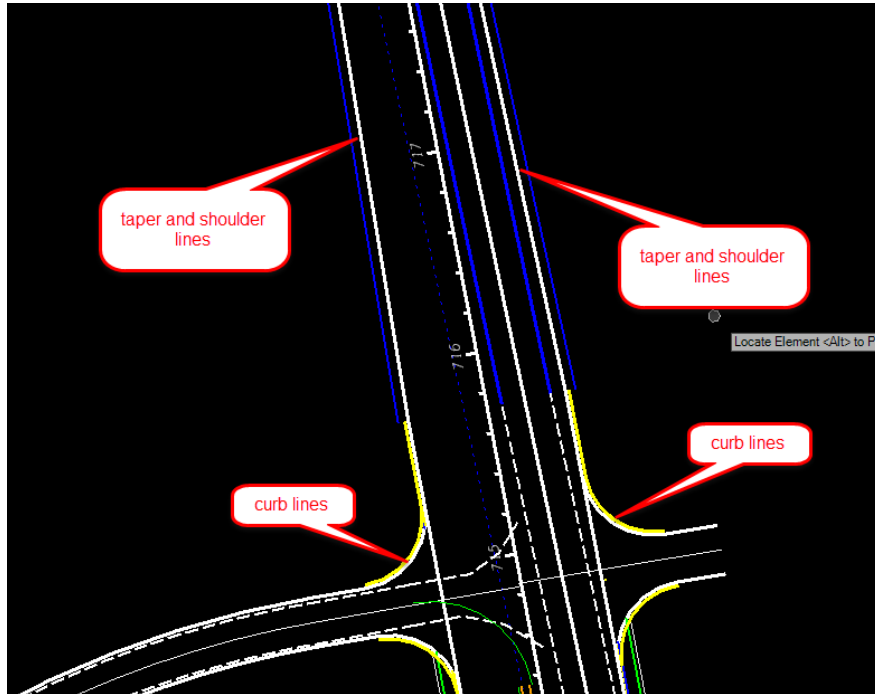 717
taper and shoulder
lines
taper and shoulder
lines
Locate Element <Alt> to P
716
curb lines
curb lines
715